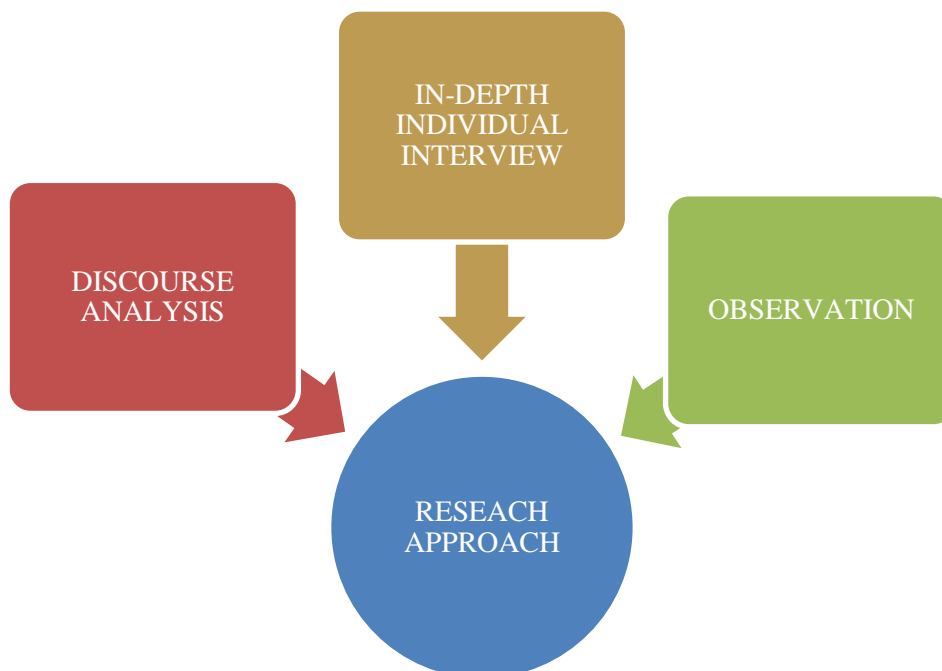 IN-DEPTH
INDIVIDUAL
INTERVIEW
DISCOURSE
ANALYSIS
OBSERVATION
RESEACH
APPROACH